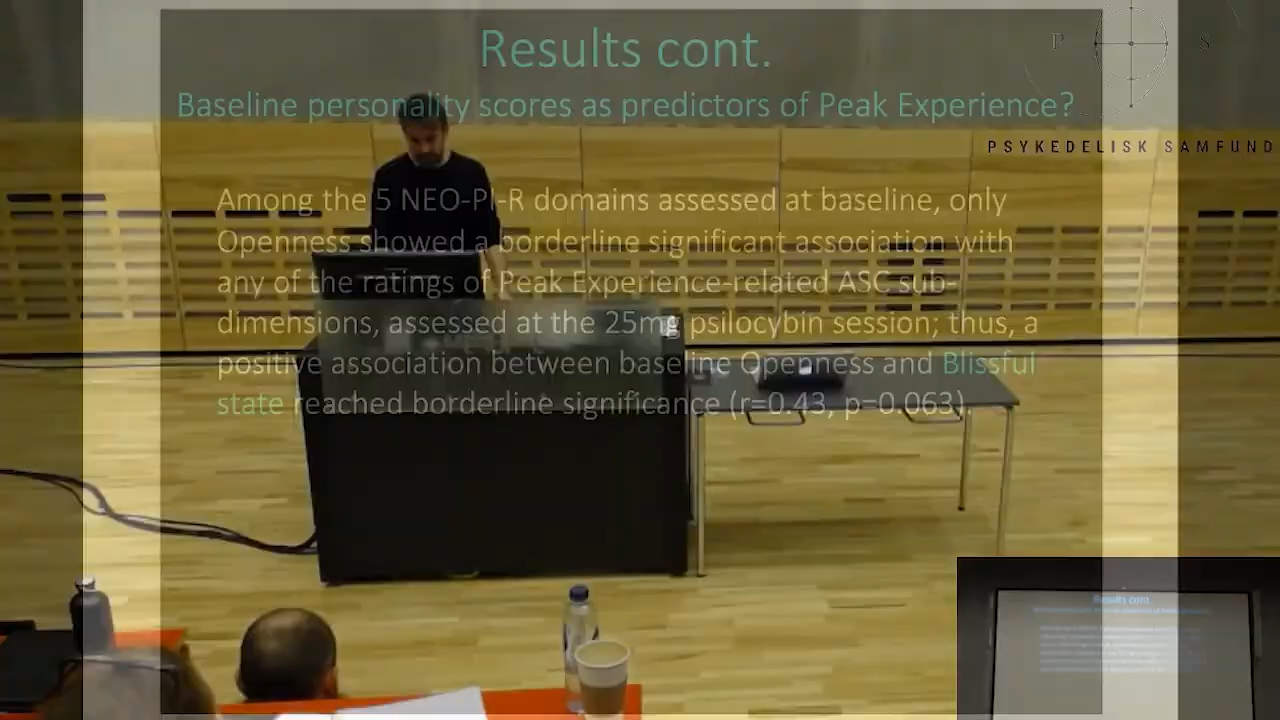 Results cont.
Baseline personality scores as predictors of Peak Experience?
P S
PSYKEDELISK SAMFUND
Among the 5 NEO-PI-R domains assessed at baseline, only
Openness showed a borderline significant association with
any of the ratings of Peak Experience-related ASC sub-
dimensions, assessed at the 25mg psilocybin session; thus, a
positive association between baseline Openness and Blissful
state reached borderline significance (r=0.43, p=0.063)
Results cont.